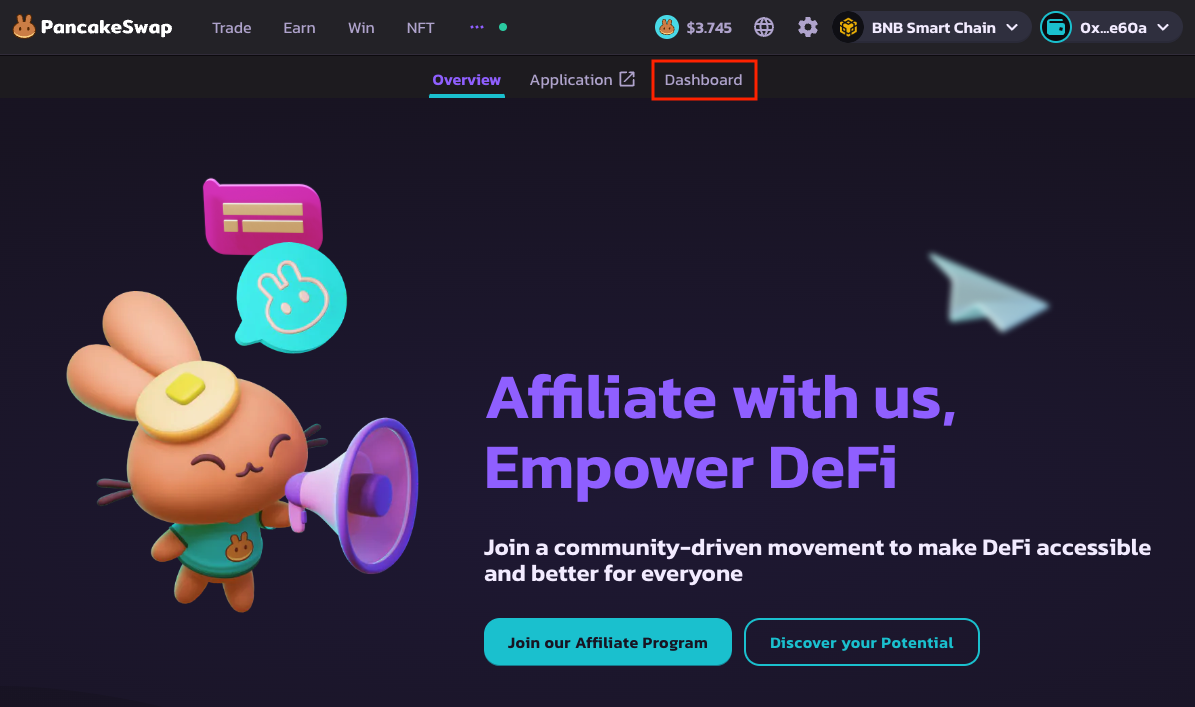 PancakeSwap Trade Earn Win NFT ... $3.745 BNB Smart Chain 0x...e60a
Overview Application Dashboard
Affiliate with us,
Empower DeFi
Join a community-driven movement to make DeFi accessible
and better for everyone
Join our Affiliate Program Discover your Potential